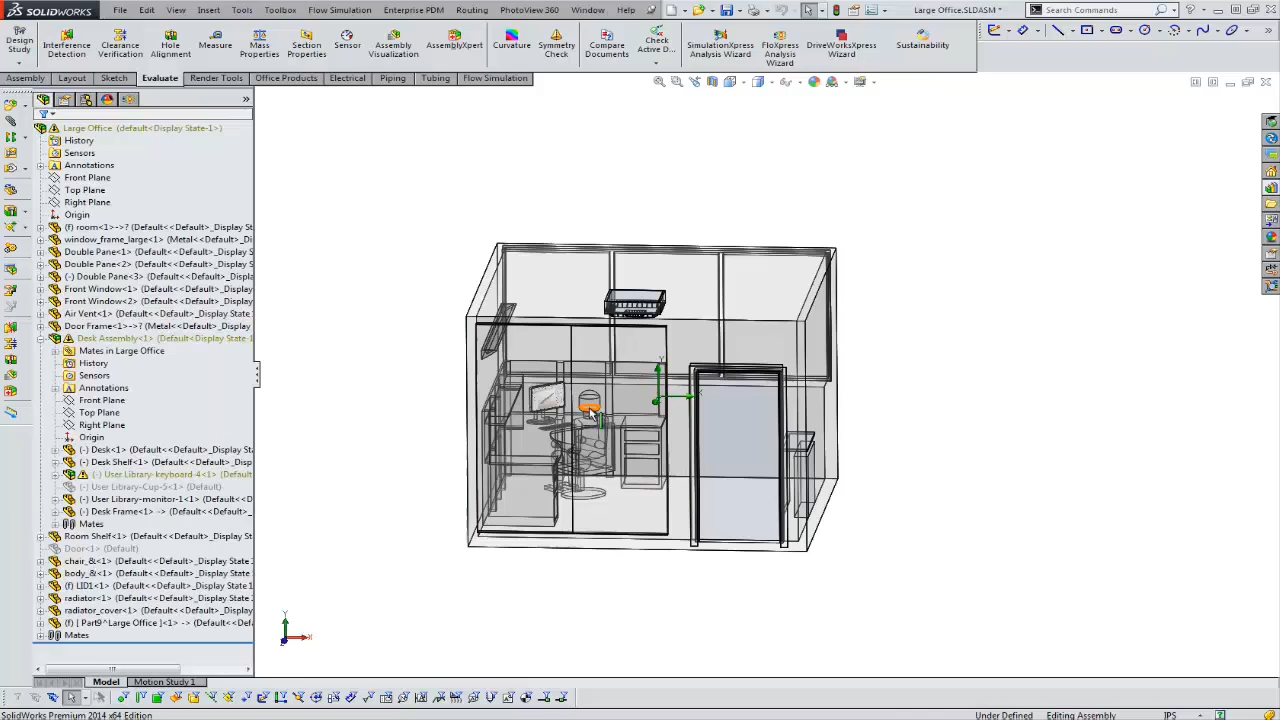 SOLIDWORKS File Edit View Insert Tools Toolbox Flow Simulation Enterprise PDM Routing PhotoView 360 Window Help Large Office.SLDASM * Search Commands
Design Study
Interference Detection
Clearance Verification
Hole Alignment
Measure
Mass Properties
Section Properties
Sensor
Assembly Visualization
AssemblyXpert
Curvature
Symmetry Check
Compare Documents
Check Active D...
SimulationXpress Analysis Wizard
FloXpress Analysis Wizard
DriveWorksXpress Wizard
Sustainability
Assembly Layout Sketch Evaluate Render Tools Office Products Electrical Piping Tubing Flow Simulation
Large Office (default<Display State-1>)
History
Sensors
Annotations
Front Plane
Top Plane
Right Plane
Origin
(f) room<1>->? (Default<<Default>_Display St
window_frame_large<1> (Metal<<Default>
Double Pane<1> (Default<<Default>_Displa
Double Pane<2> (Default<<Default>_Displa
(-) Double Pane<3> (Default<<Default>_Dis
Front Window<1> (Default<<Default>_Displ
Front Window<2> (Default<<Default>_Displ
Air Vent<1> (Default<<Default>_Display St
Door Frame<1>->? (Metal<<Default>_Displa
Desk Assembly<1> (Default<Display State-1
Mates in Large Office
History
Sensors
Annotations
Front Plane
Top Plane
Right Plane
Origin
(-) Desk<1> (Default<<Default>_Display St
(-) Desk Shelf<1> (Default<<Default>_Disp
(-) User Library-keyboard-4<1> (Default
(-) User Library-Cup-5<1> (Default)
User Library-monitor-1<1> (Default<<De
(-) Desk Frame<1> -> (Default<<Default>
Mates
Room Shelf<1> (Default<<Default>_Display
Door<1> (Default)
chair_&<1> (Default<<Default>_Display State
body_&<1> (Default<<Default>_Display State
(f) LID1<1> (Default<<Default>_Display State 1
radiator<1> (Default<<Default>_Display State
radiator_cover<1> (Default<<Default>_Display
(f) [ Part9^Large Office ]<1> -> (Default<<Def
Mates
Y
X
Y
X
Z
Model Motion Study 1
SolidWorks Premium 2014 x64 Edition Under Defined Editing Assembly IPS